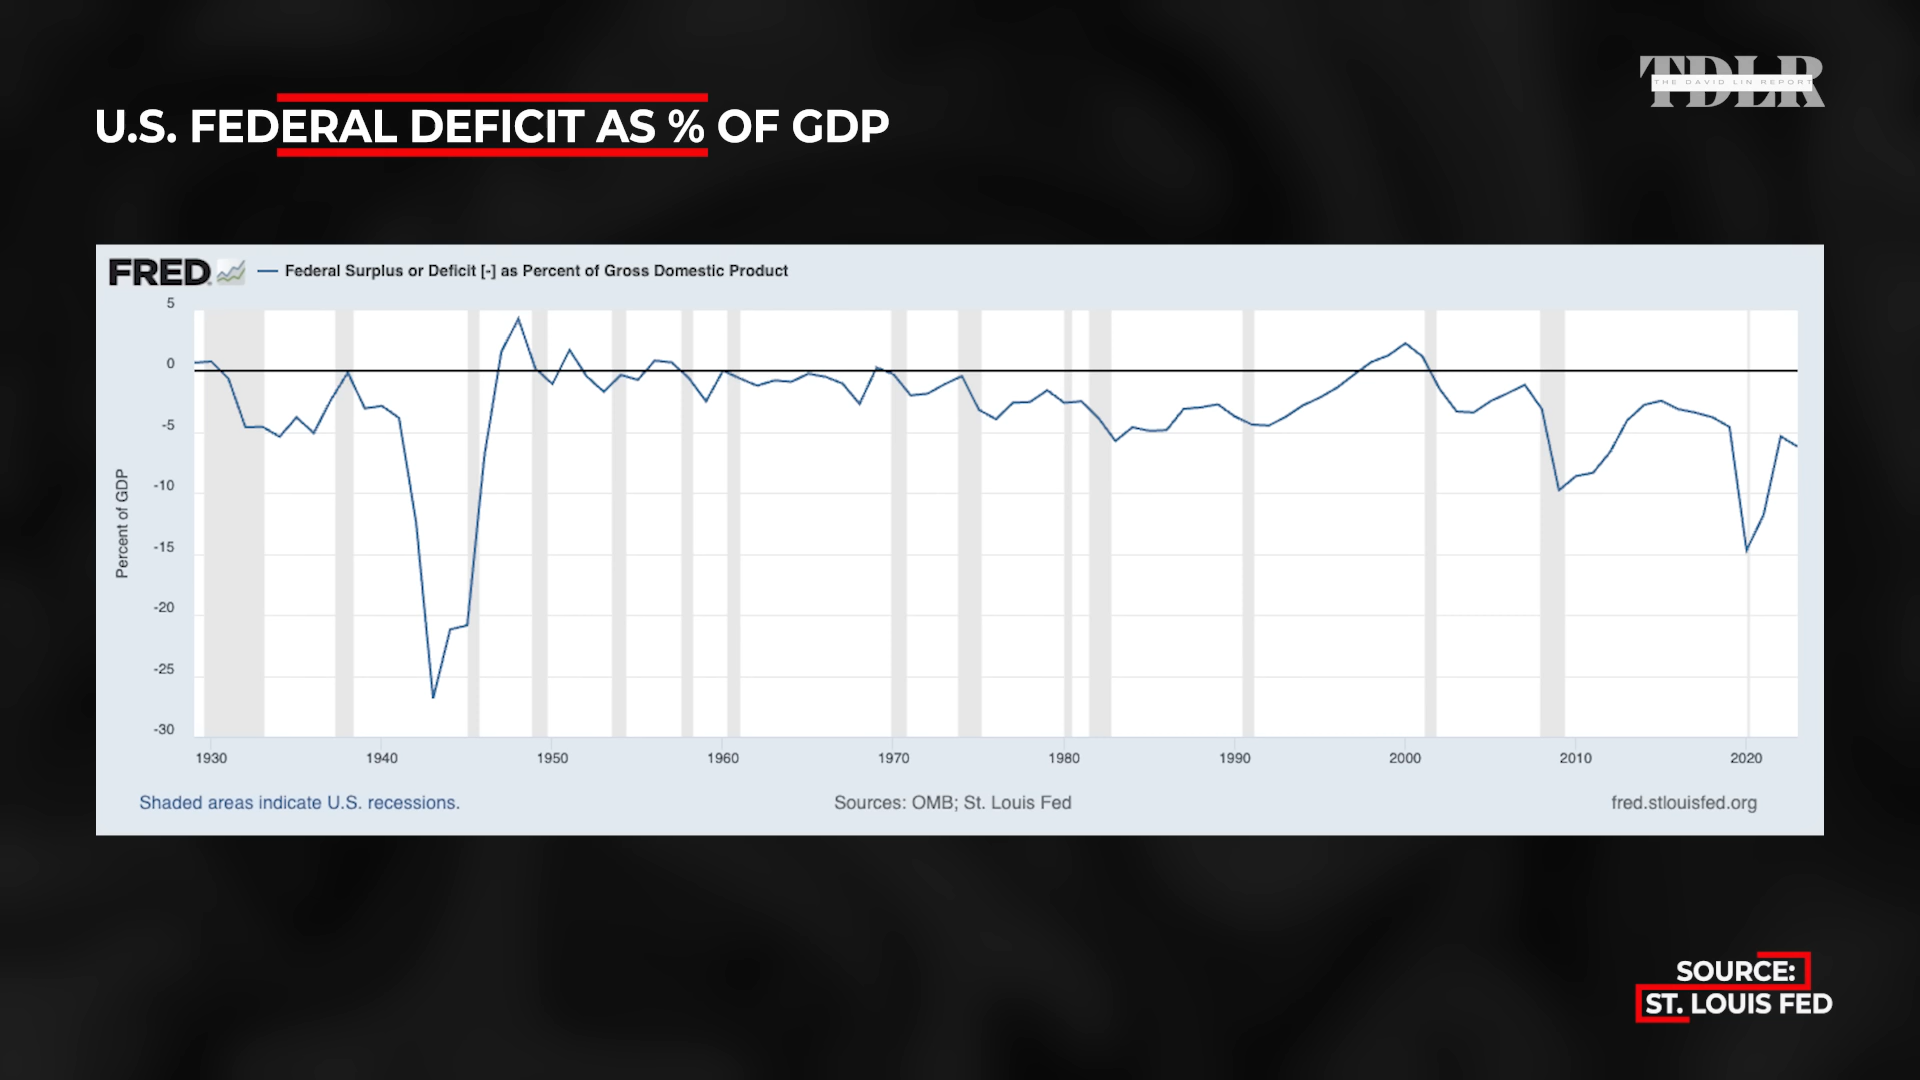 TDLR
THE DAVID LIN REPORT
U.S. FEDERAL DEFICIT AS % OF GDP
FRED
Federal Surplus or Deficit [-] as Percent of Gross Domestic Product
5
0
-5
-10
-15
-20
-25
-30
Percent of GDP
1930 1940 1950 1960 1970 1980 1990 2000 2010 2020
Shaded areas indicate U.S. recessions. Sources: OMB; St. Louis Fed fred.stlouisfed.org
SOURCE:
ST. LOUIS FED